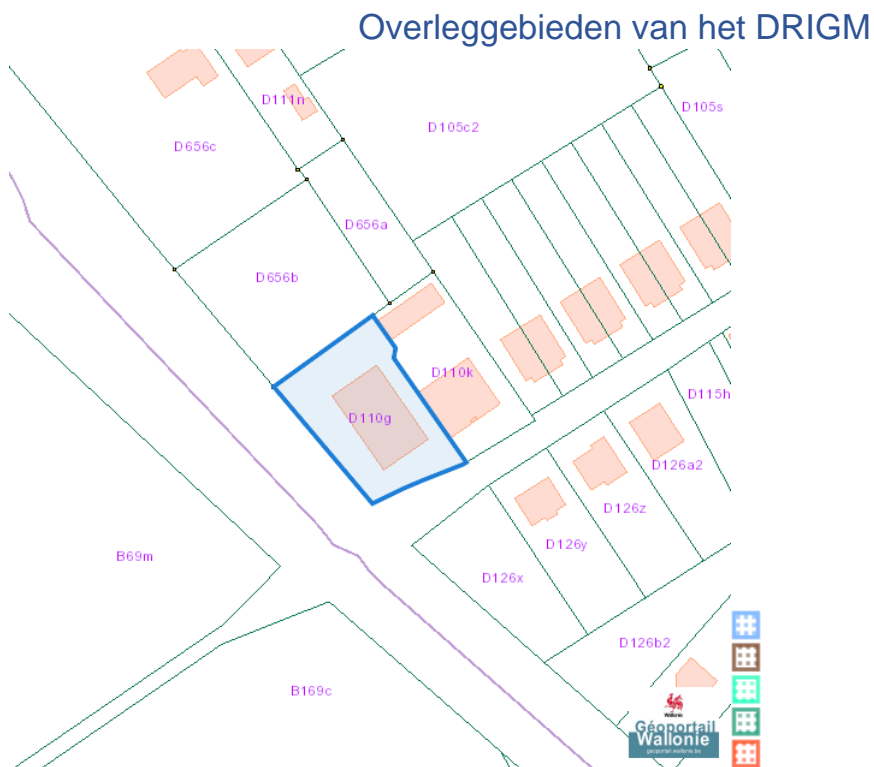 Overleggebieden van het DRIGM
D111n
D105s
D105c2
D656c
D656a
D656b
D110k
D115h
D110g
D126a2
D126z
D126y
B69m
D126x
D126b2
B169c
Wallonie
Géoportail
Wallonie
geoportail.wallonie.be